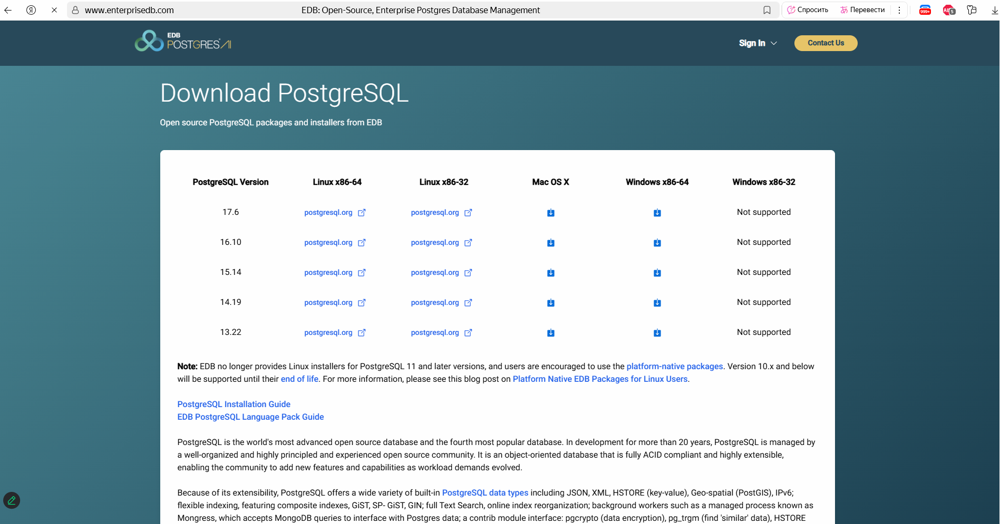 www.enterprisedb.com EDB: Open-Source, Enterprise Postgres Database Management Спросить Перевести 999+ 5
EDB
POSTGRES AI
Sign In Contact Us
Download PostgreSQL
Open source PostgreSQL packages and installers from EDB
PostgreSQL Version Linux x86-64 Linux x86-32 Mac OS X Windows x86-64 Windows x86-32
17.6 postgresql.org postgresql.org Not supported
16.10 postgresql.org postgresql.org Not supported
15.14 postgresql.org postgresql.org Not supported
14.19 postgresql.org postgresql.org Not supported
13.22 postgresql.org postgresql.org Not supported
Note: EDB no longer provides Linux installers for PostgreSQL 11 and later versions, and users are encouraged to use the platform-native packages. Version 10.x and below
will be supported until their end of life. For more information, please see this blog post on Platform Native EDB Packages for Linux Users.
PostgreSQL Installation Guide
EDB PostgreSQL Language Pack Guide
PostgreSQL is the world's most advanced open source database and the fourth most popular database. In development for more than 20 years, PostgreSQL is managed by
a well-organized and highly principled and experienced open source community. It is an object-oriented database that is fully ACID compliant and highly extensible,
enabling the community to add new features and capabilities as workload demands evolved.
Because of its extensibility, PostgreSQL offers a wide variety of built-in PostgreSQL data types including JSON, XML, HSTORE (key-value), Geo-spatial (PostGIS), IPv6;
flexible indexing, featuring composite indexes, GiST, SP- GiST, GIN; full Text Search, online index reorganization; background workers such as a managed process known as
Mongress, which accepts MongoDB queries to interface with Postgres data; a contrib module interface: pgcrypto (data encryption), pg_trgm (find 'similar' data), HSTORE